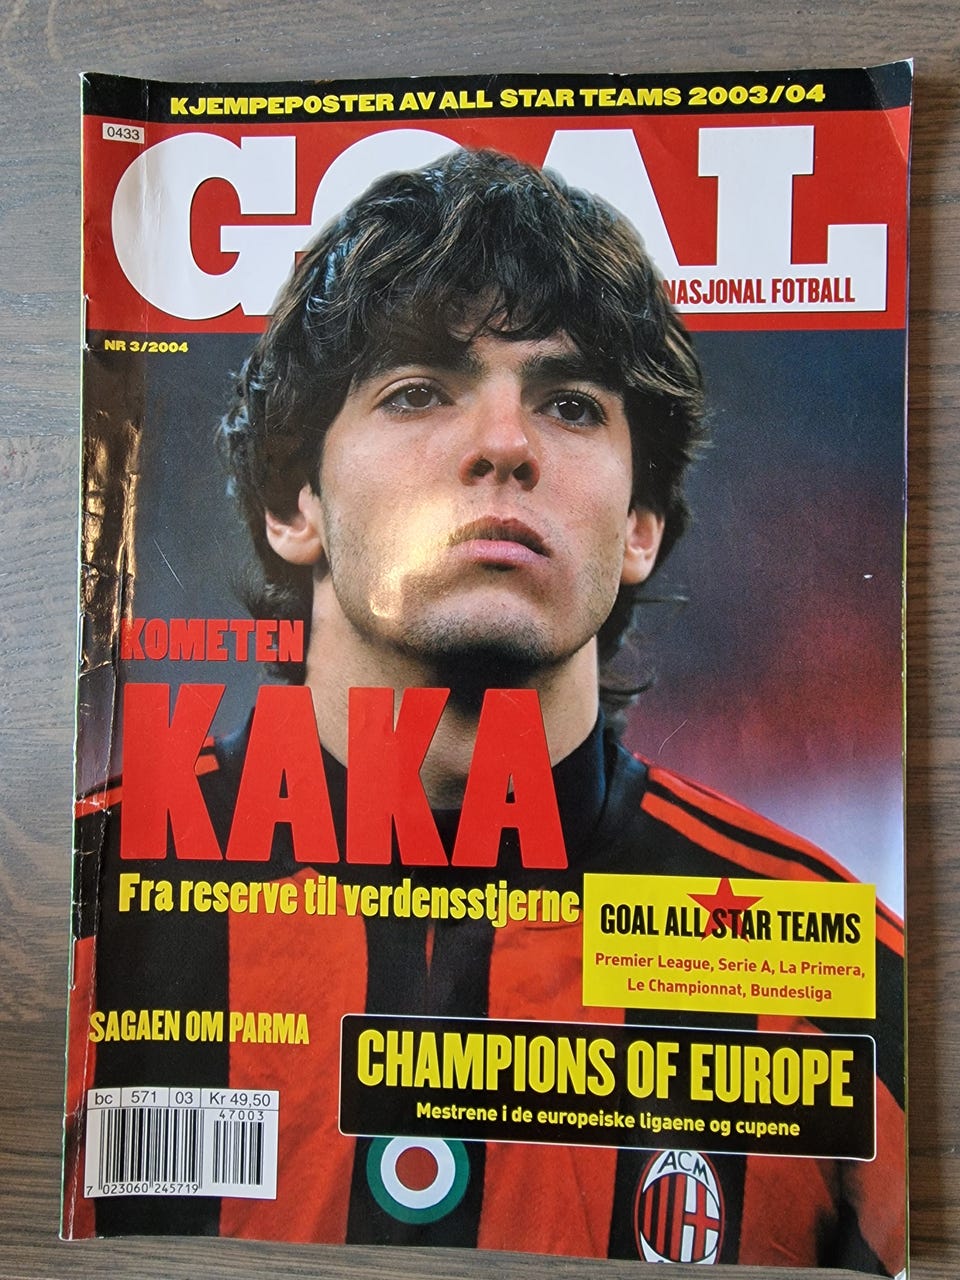 KJEMPEPOSTER AV ALL STAR TEAMS 2003/04
0433
GOAL
NASJONAL FOTBALL
NR 3/2004
KOMETEN
KAKA
Fra reserve til verdensstjerne
GOAL ALL STAR TEAMS
Premier League, Serie A, La Primera,
Le Championnat, Bundesliga
SAGAEN OM PARMA
CHAMPIONS OF EUROPE
Mestrene i de europeiske ligaene og cupene
bc 571 03 Kr 49,50
47003
7 023060 245719
ACM